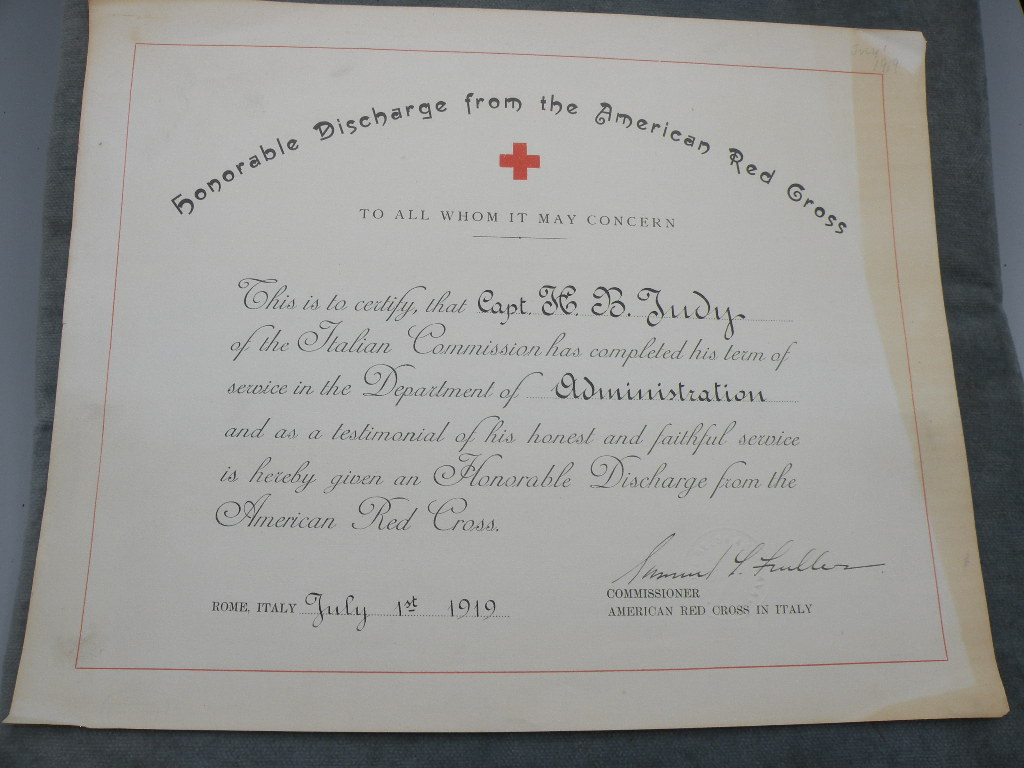 Honorable Discharge from the American Red Cross
TO ALL WHOM IT MAY CONCERN
This is to certify, that Capt. H. B. Judy
of the Italian Commission has completed his term of
service in the Department of Administration
and as a testimonial of his honest and faithful service
is hereby given an Honorable Discharge from the
American Red Cross.
Samuel L. Fuller
ROME, ITALY July 1st 1919
COMMISSIONER
AMERICAN RED CROSS IN ITALY